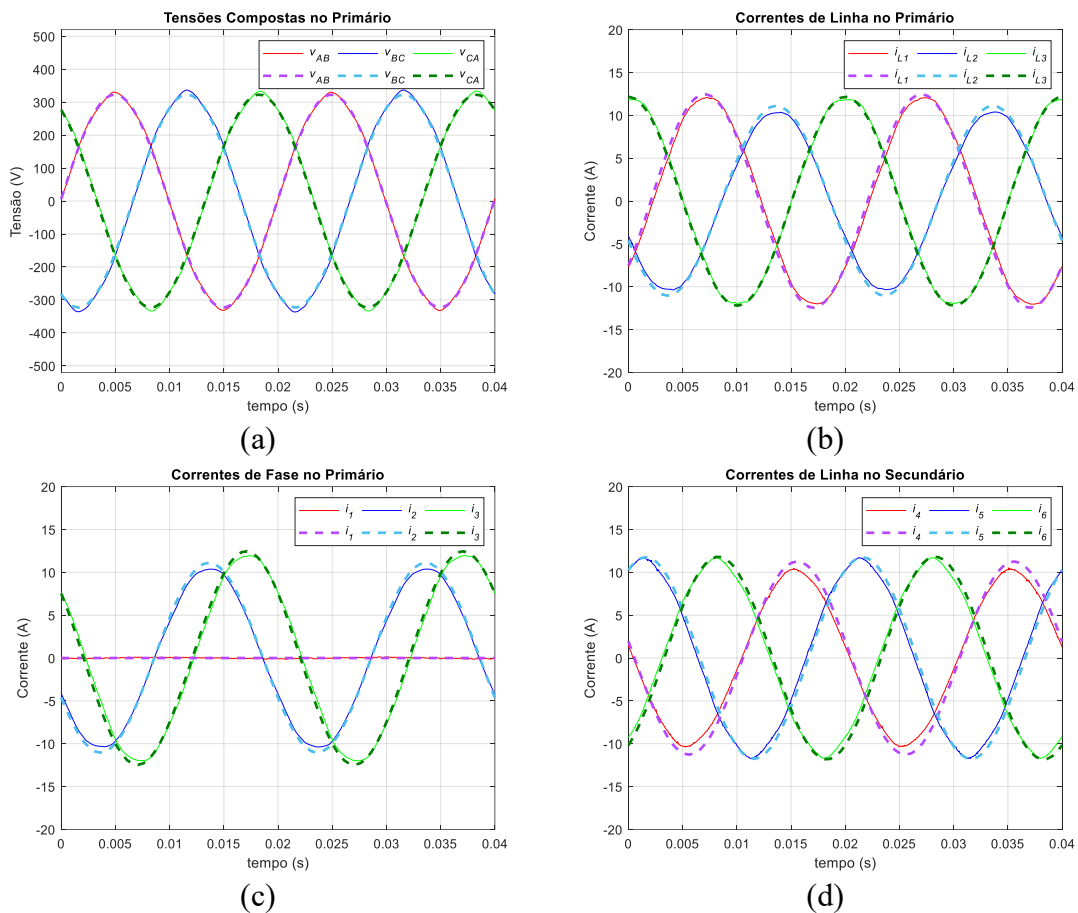 Tensões Compostas no Primário
500
400
300
200
100
0
-100
-200
-300
-400
-500
Tensão (V)
v_AB v_BC v_CA
v_AB v_BC v_CA
0 0.005 0.01 0.015 0.02 0.025 0.03 0.035 0.04
tempo (s)
(a)
Correntes de Linha no Primário
20
15
10
5
0
-5
-10
-15
-20
Corrente (A)
i_L1 i_L2 i_L3
i_L1 i_L2 i_L3
0 0.005 0.01 0.015 0.02 0.025 0.03 0.035 0.04
tempo (s)
(b)
Correntes de Fase no Primário
20
15
10
5
0
-5
-10
-15
-20
Corrente (A)
i_1 i_2 i_3
i_1 i_2 i_3
0 0.005 0.01 0.015 0.02 0.025 0.03 0.035 0.04
tempo (s)
(c)
Correntes de Linha no Secundário
20
15
10
5
0
-5
-10
-15
-20
Corrente (A)
i_4 i_5 i_6
i_4 i_5 i_6
0 0.005 0.01 0.015 0.02 0.025 0.03 0.035 0.04
tempo (s)
(d)